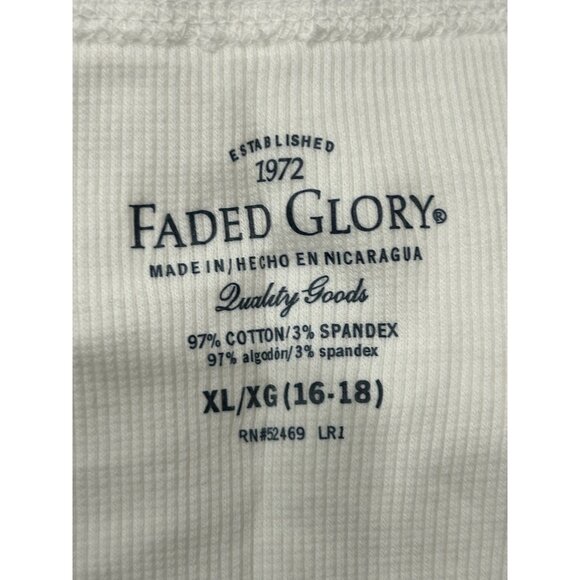 ESTABLISHED
1972
FADED GLORY®
MADE IN/HECHO EN NICARAGUA
Quality Goods
97% COTTON/3% SPANDEX
97% algodón/3% spandex
XL/XG (16-18)
RN#52469 LR1